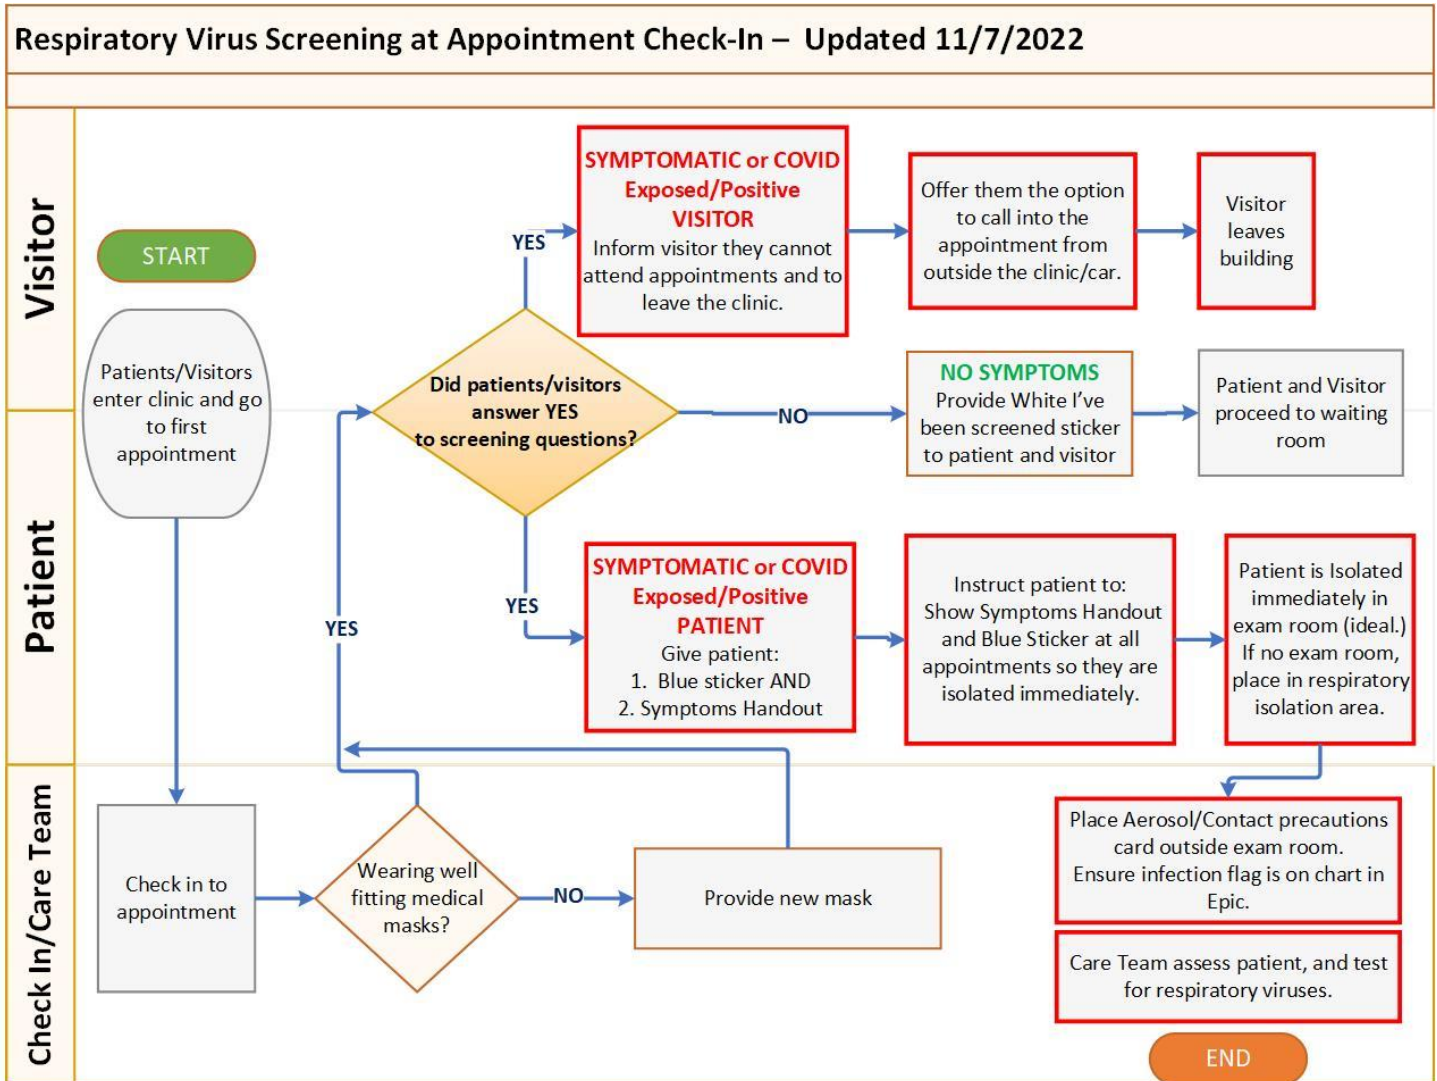 Respiratory Virus Screening at Appointment Check-In – Updated 11/7/2022
Visitor
START
Patients/Visitors
enter clinic and go
to first
appointment
YES
SYMPTOMATIC or COVID
Exposed/Positive
VISITOR
Inform visitor they cannot
attend appointments and to
leave the clinic.
Offer them the option
to call into the
appointment from
outside the clinic/car.
Visitor
leaves
building
Did patients/visitors
answer YES
to screening questions?
NO
NO SYMPTOMS
Provide White I've
been screened sticker
to patient and visitor
Patient and Visitor
proceed to waiting
room
Patient
YES
YES
SYMPTOMATIC or COVID
Exposed/Positive
PATIENT
Give patient:
1. Blue sticker AND
2. Symptoms Handout
Instruct patient to:
Show Symptoms Handout
and Blue Sticker at all
appointments so they are
isolated immediately.
Patient is Isolated
immediately in
exam room (ideal.)
If no exam room,
place in respiratory
isolation area.
Check In/Care Team
Check in to
appointment
Wearing well
fitting medical
masks?
NO
Provide new mask
Place Aerosol/Contact precautions
card outside exam room.
Ensure infection flag is on chart in
Epic.
Care Team assess patient, and test
for respiratory viruses.
END